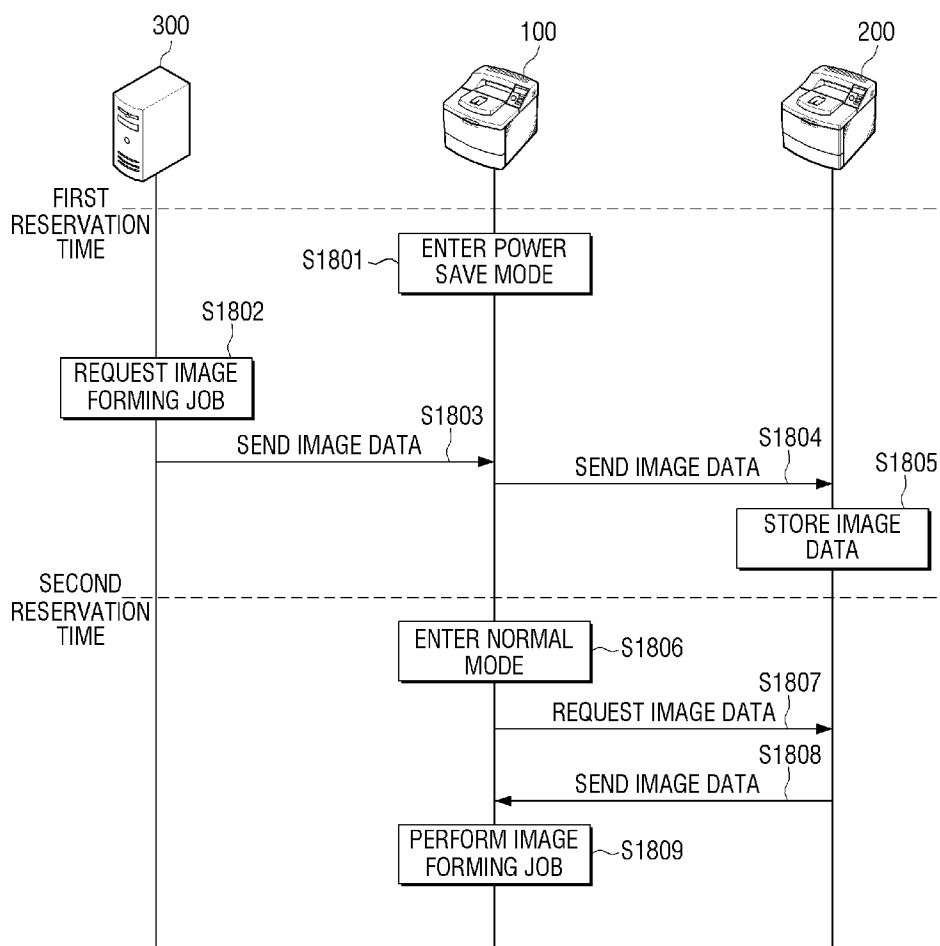 300
100
200
FIRST
RESERVATION
TIME
S1801
ENTER POWER
SAVE MODE
S1802
REQUEST IMAGE
FORMING JOB
SEND IMAGE DATA
S1803
SEND IMAGE DATA
S1804
S1805
STORE IMAGE
DATA
SECOND
RESERVATION
TIME
ENTER NORMAL
MODE
S1806
S1807
REQUEST IMAGE DATA
S1808
SEND IMAGE DATA
PERFORM IMAGE
FORMING JOB
S1809